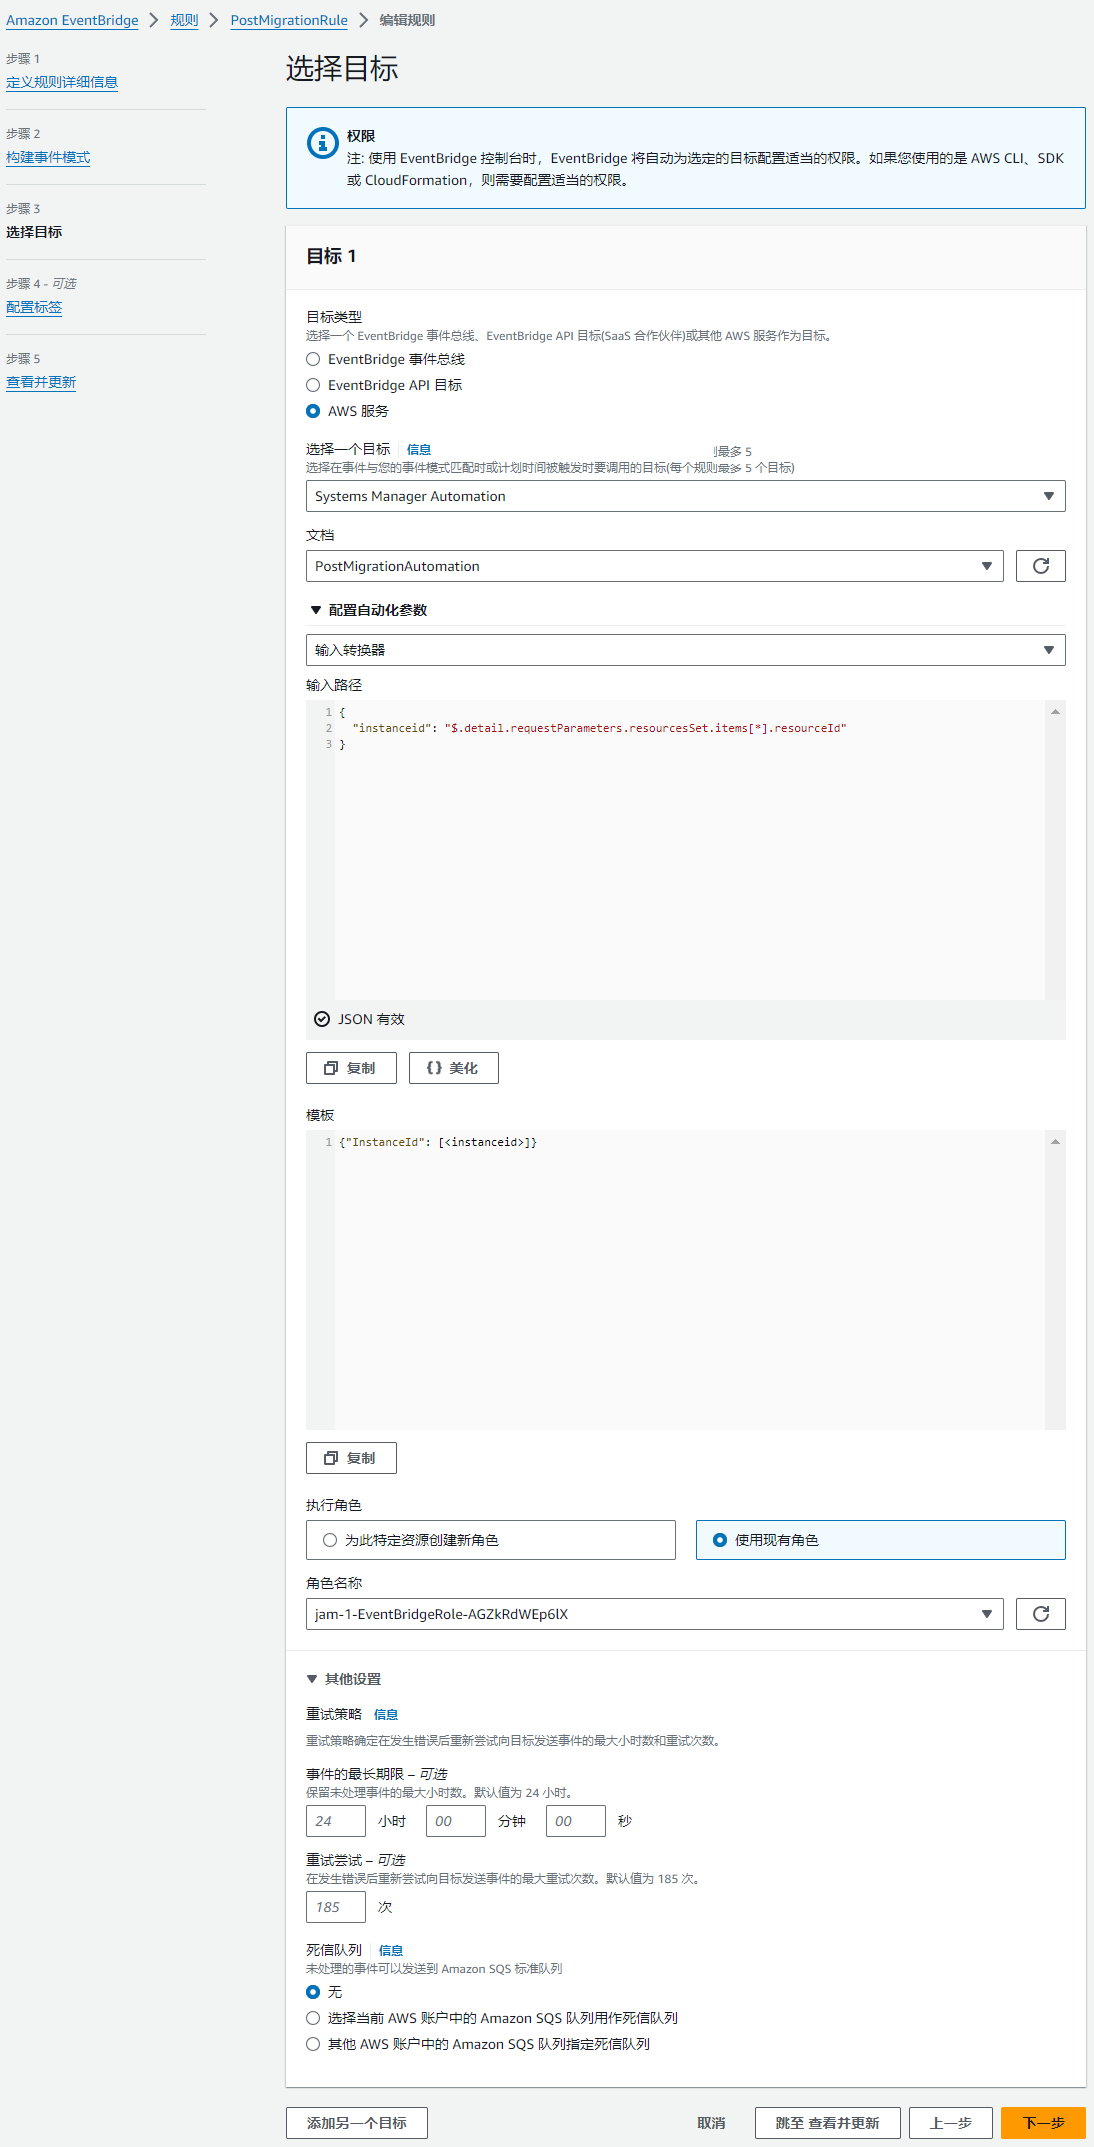 Amazon EventBridge > 规则 > PostMigrationRule > 编辑规则
步骤 1
定义规则详细信息
步骤 2
构建事件模式
步骤 3
选择目标
步骤 4 - 可选
配置标签
步骤 5
查看并更新
选择目标
权限
注: 使用 EventBridge 控制台时，EventBridge 将自动为选定的目标配置适当的权限。如果您使用的是 AWS CLI、SDK
或 CloudFormation，则需要配置适当的权限。
目标 1
目标类型
选择一个 EventBridge 事件总线、EventBridge API 目标(SaaS 合作伙伴)或其他 AWS 服务作为目标。
EventBridge 事件总线
EventBridge API 目标
AWS 服务
选择一个目标 信息
最多 5
选择在事件与您的事件模式匹配时或计划时间被触发时要调用的目标(每个规则最多 5 个目标)
Systems Manager Automation
文档
PostMigrationAutomation
配置自动化参数
输入转换器
输入路径
1 {
2 "instanceid": "$.detail.requestParameters.resourcesSet.items[*].resourceId"
3 }
JSON 有效
复制 {} 美化
模板
1 {"InstanceId": [<instanceid>]}
复制
执行角色
为此特定资源创建新角色 使用现有角色
角色名称
jam-1-EventBridgeRole-AGZkRdWEp6lX
其他设置
重试策略 信息
重试策略确定在发生错误后重新尝试向目标发送事件的最大小时数和重试次数。
事件的最长期限 – 可选
保留未处理事件的最大小时数。默认值为 24 小时。
24 小时 00 分钟 00 秒
重试尝试 – 可选
在发生错误后重新尝试向目标发送事件的最大重试次数。默认值为 185 次。
185 次
死信队列 信息
未处理的事件可以发送到 Amazon SQS 标准队列
无
选择当前 AWS 账户中的 Amazon SQS 队列用作死信队列
其他 AWS 账户中的 Amazon SQS 队列指定死信队列
添加另一个目标 取消 跳至 查看并更新 上一步 下一步